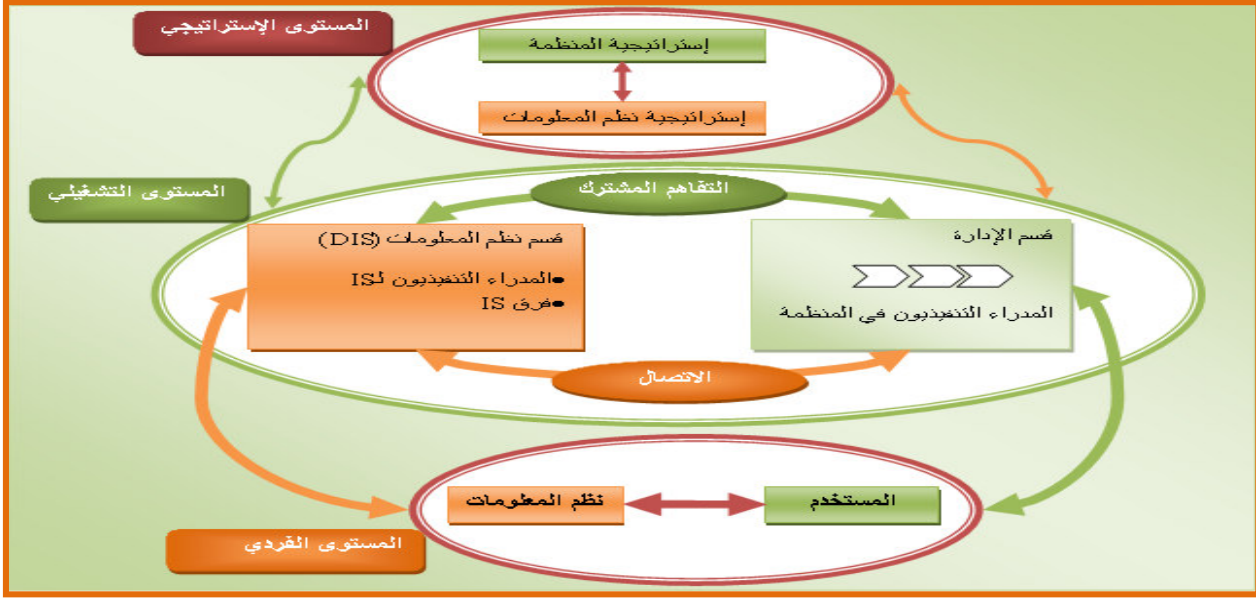 المستوى الإستراتيجي
إستراتيجية المنظمة
إستراتيجية نظم المعلومات
المستوى التشغيلي
التفاهم المشترك
قسم الإدارة
المدراء التنفيذيون في المنظمة
قسم نظم المعلومات (DIS)
●المدراء التنفيذيون لـIS
●فرق IS
الاتصال
المستخدم
نظم المعلومات
المستوى الفردي